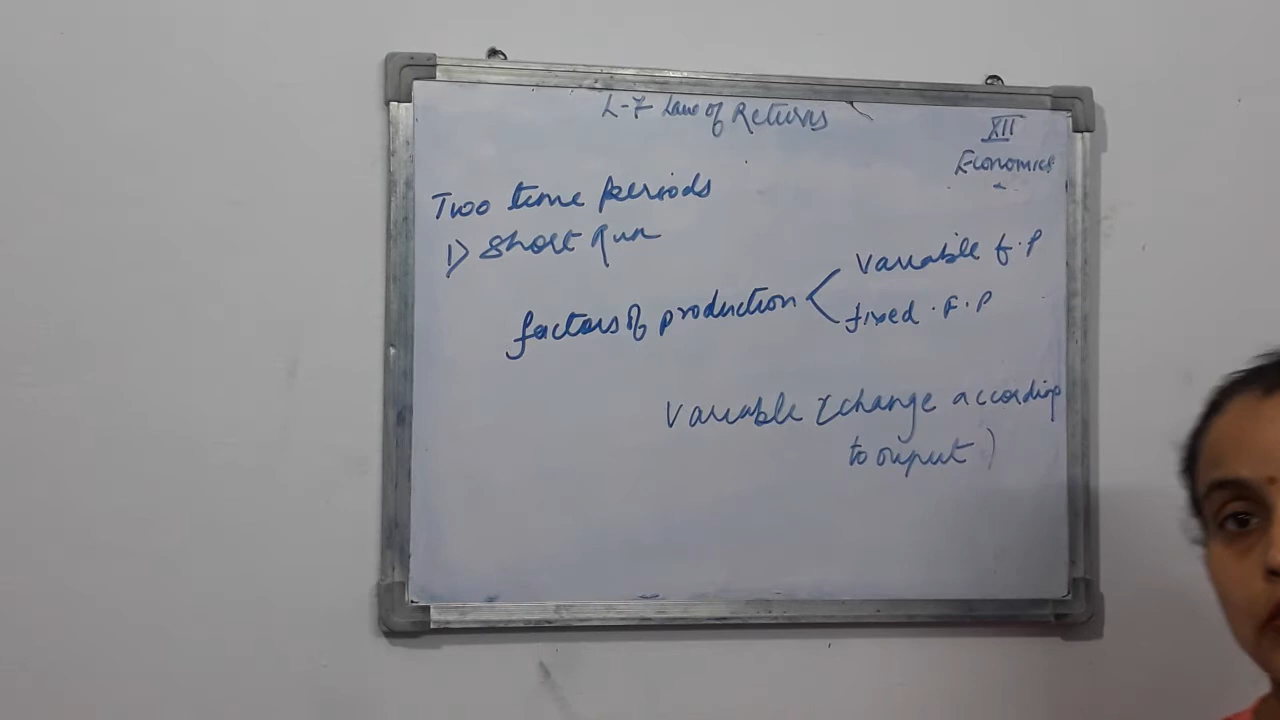 L-7 Law of Returns
XII
Economics
Two time periods
1) Short Run
factors of production
variable f.P
fixed.F.P
Variable (change according
to output)